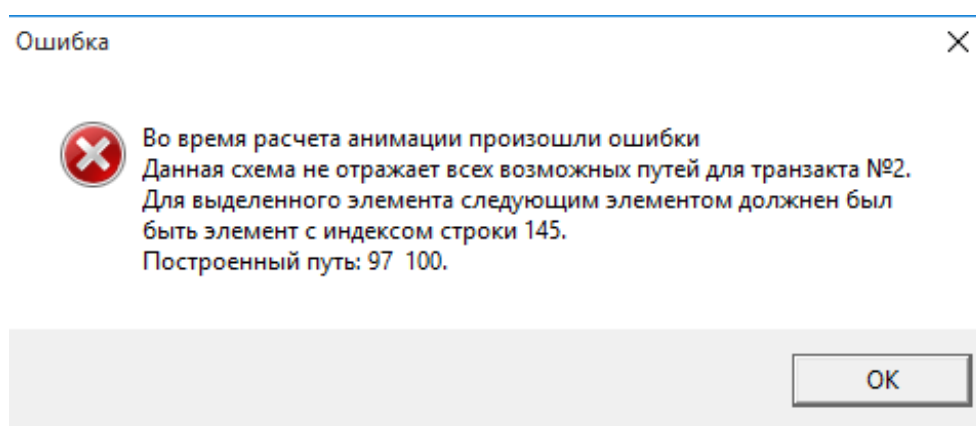 Ошибка
Во время расчета анимации произошли ошибки
Данная схема не отражает всех возможных путей для транзакта №2.
Для выделенного элемента следующим элементом должнен был
быть элемент с индексом строки 145.
Построенный путь: 97 100.
OK